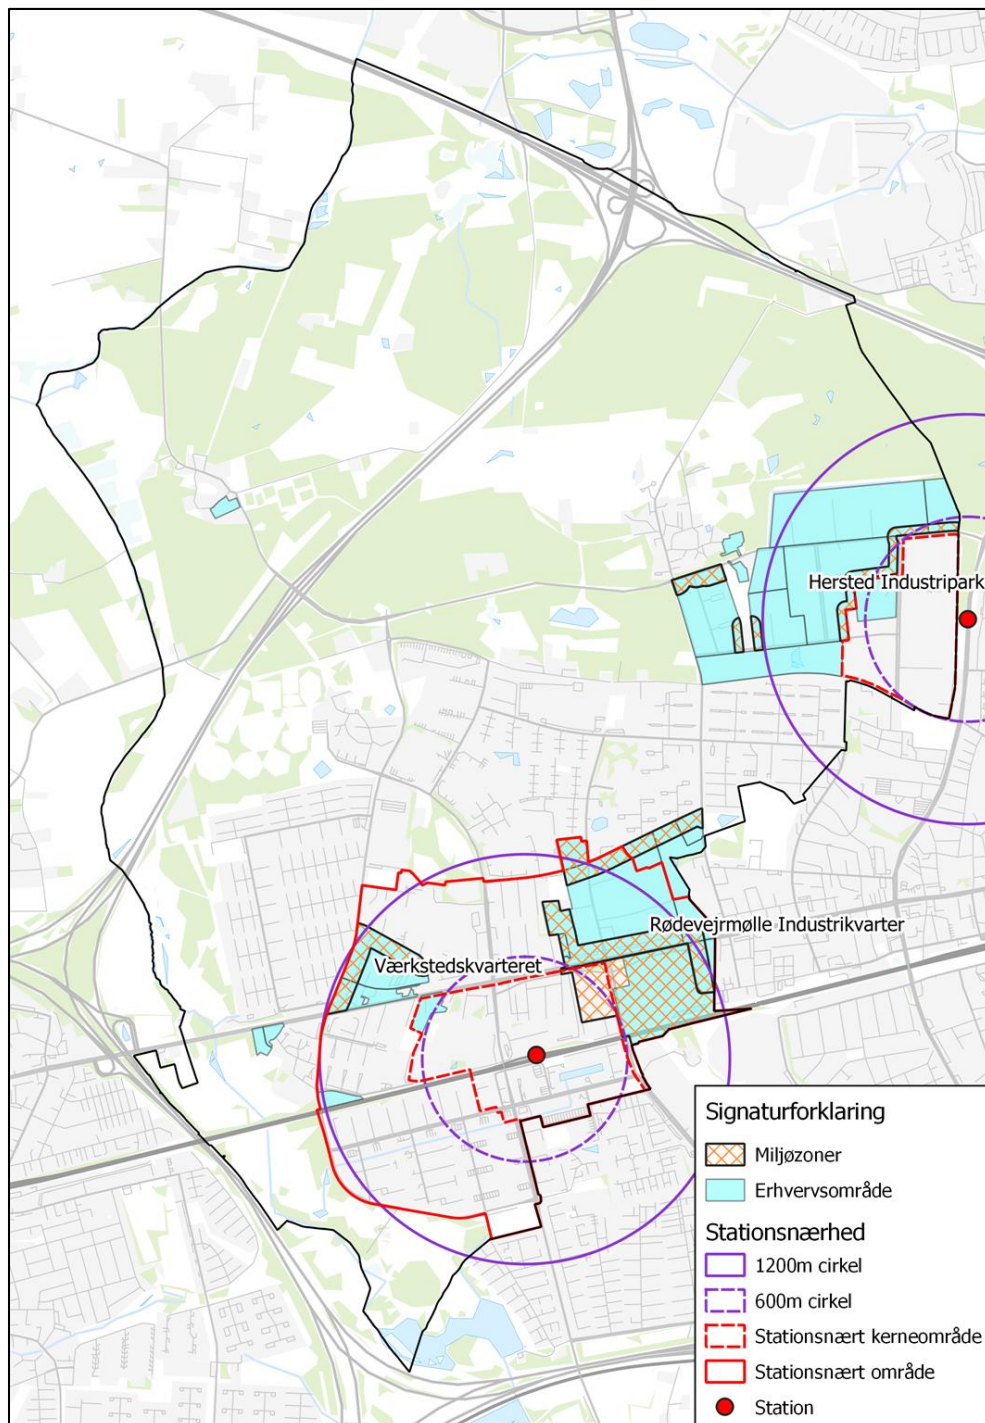 Hersted Industripark
Rødevejrmølle Industrikvarter
Værkstedskvarteret
Signaturforklaring
Miljøzoner
Erhvervsområde
Stationsnærhed
1200m cirkel
600m cirkel
Stationsnært kerneområde
Stationsnært område
Station